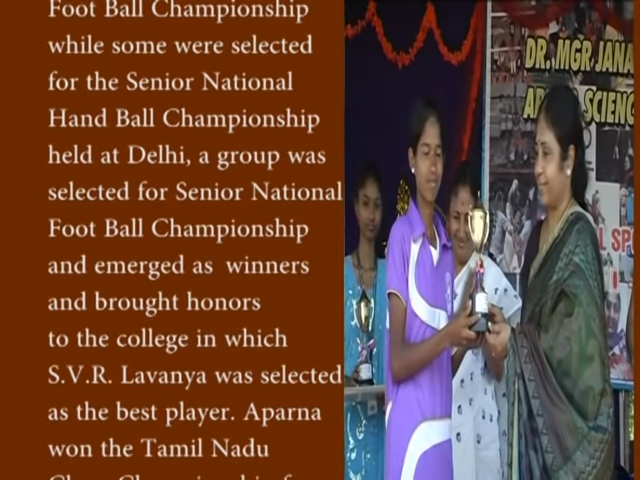 Foot Ball Championship
while some were selected
for the Senior National
Hand Ball Championship
held at Delhi, a group was
selected for Senior National
Foot Ball Championship
and emerged as winners
and brought honors
to the college in which
S.V.R. Lavanya was selected
as the best player. Aparna
won the Tamil Nadu
DR. MGR JANA
SCIENC
L SP